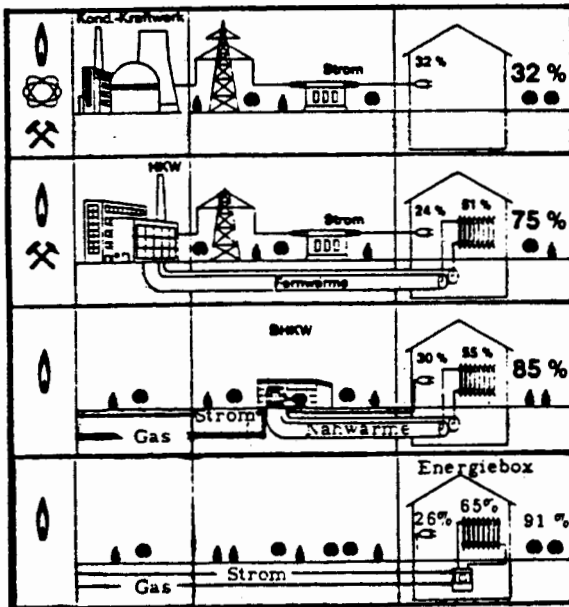 Kond.-Kraftwerk
Strom
32 %
32 %
HKW
Strom
24 %
51 %
75 %
Fernwärme
BHKW
30 %
55 %
85 %
Strom
Gas
Nahwärme
Energiebox
26%
65%
91 %
Strom
Gas